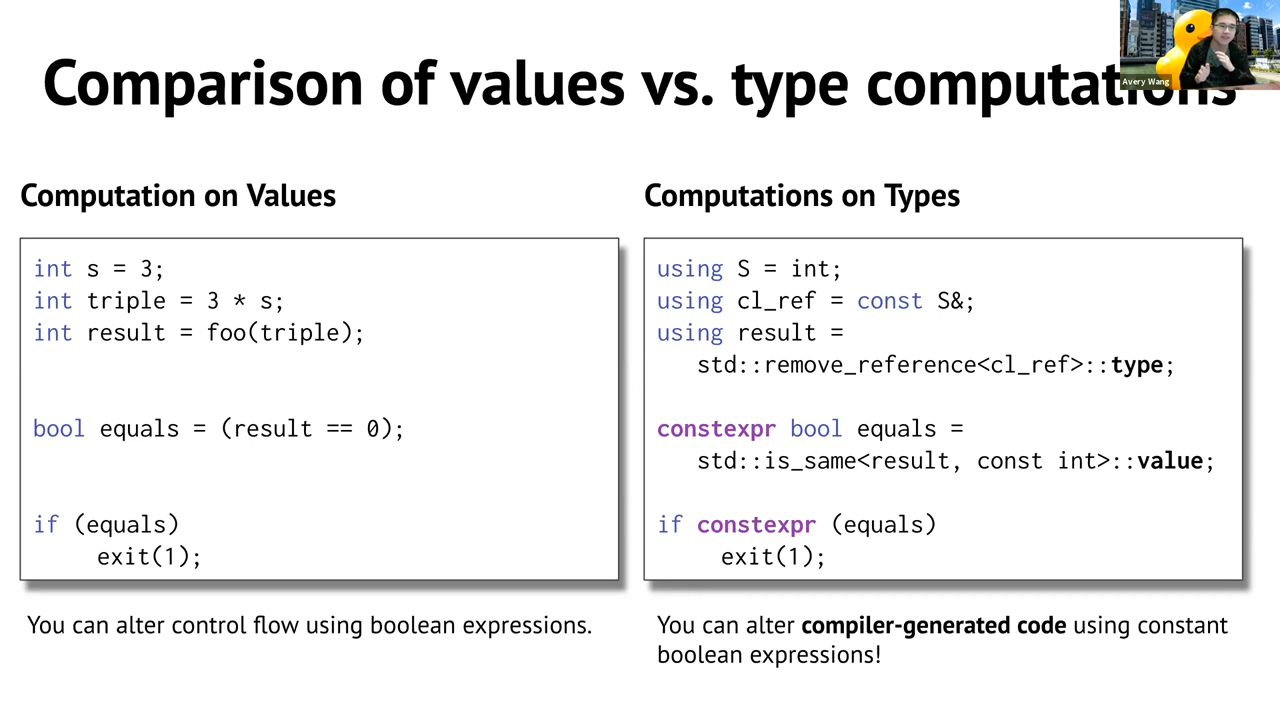 Comparison of values vs. type computations
Avery Wang
Computation on Values
int s = 3;
int triple = 3 * s;
int result = foo(triple);
bool equals = (result == 0);
if (equals)
exit(1);
You can alter control flow using boolean expressions.
Computations on Types
using S = int;
using cl_ref = const S&;
using result =
std::remove_reference<cl_ref>::type;
constexpr bool equals =
std::is_same<result, const int>::value;
if constexpr (equals)
exit(1);
You can alter compiler-generated code using constant
boolean expressions!